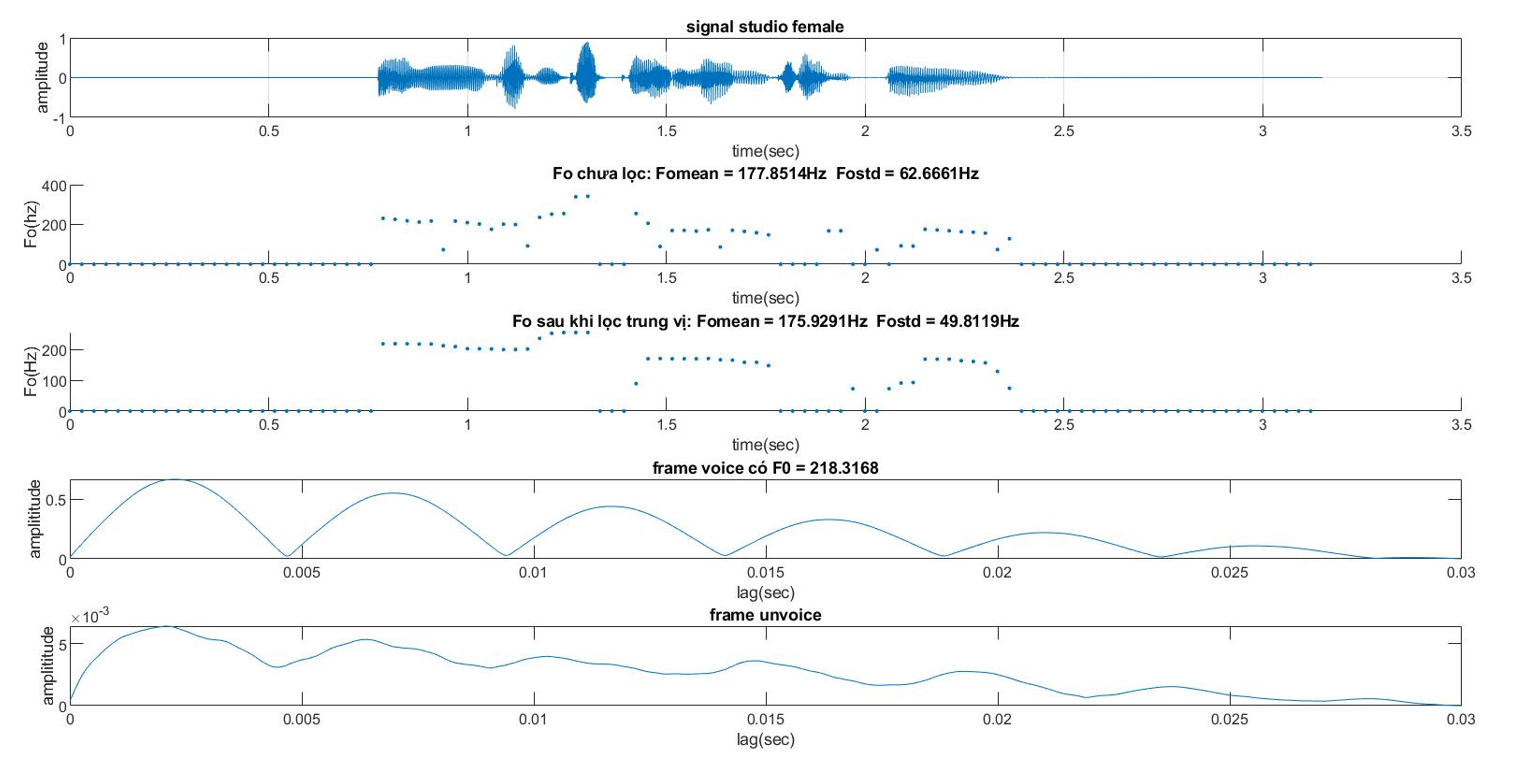 signal studio female
1
0
-1
amplitude
0 0.5 1 1.5 2 2.5 3 3.5
time(sec)
Fo chưa lọc: Fomean = 177.8514Hz Fostd = 62.6661Hz
400
200
0
Fo(hz)
0 0.5 1 1.5 2 2.5 3 3.5
time(sec)
Fo sau khi lọc trung vị: Fomean = 175.9291Hz Fostd = 49.8119Hz
200
100
0
Fo(Hz)
0 0.5 1 1.5 2 2.5 3 3.5
time(sec)
frame voice có F0 = 218.3168
0.5
0
amplititude
0 0.005 0.01 0.015 0.02 0.025 0.03
lag(sec)
frame unvoice
×10-3
5
0
amplititude
0 0.005 0.01 0.015 0.02 0.025 0.03
lag(sec)